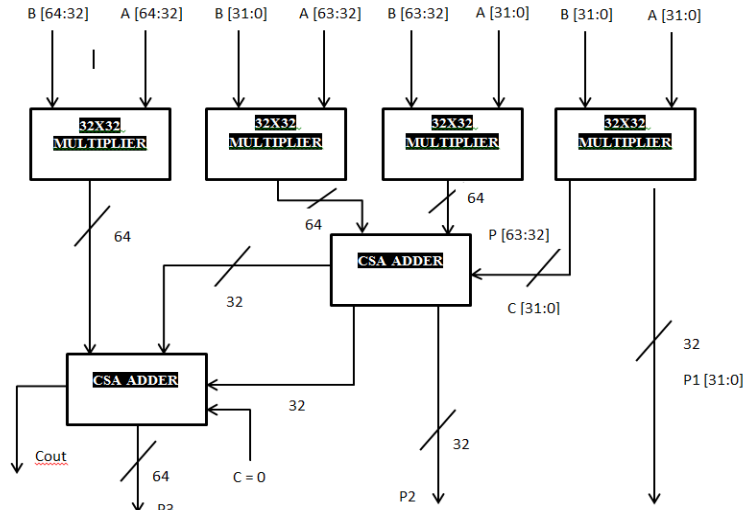 B [64:32] A [64:32] B [31:0] A [63:32] B [63:32] A [31:0] B [31:0] A [31:0]
32X32 MULTIPLIER
32X32 MULTIPLIER
32X32 MULTIPLIER
32X32 MULTIPLIER
64
64
64
P [63:32]
CSA ADDER
32
C [31:0]
32
P1 [31:0]
CSA ADDER
32
Cout
64
C = 0
32
P2
P3